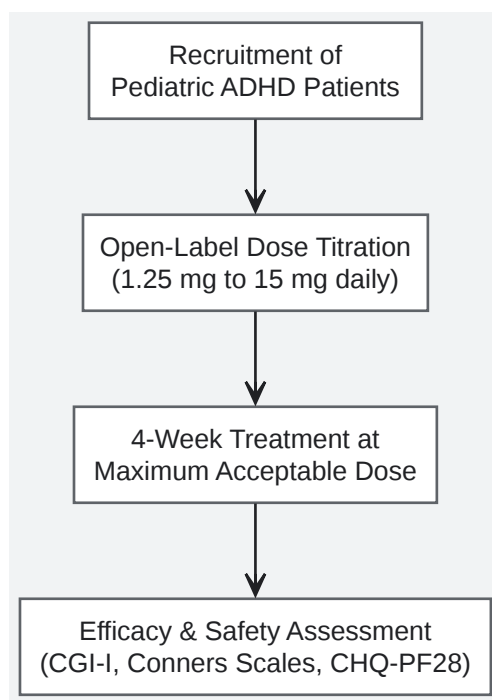 Recruitment of
Pediatric ADHD Patients
Open-Label Dose Titration
(1.25 mg to 15 mg daily)
4-Week Treatment at
Maximum Acceptable Dose
Efficacy & Safety Assessment
(CGI-I, Conners Scales, CHQ-PF28)